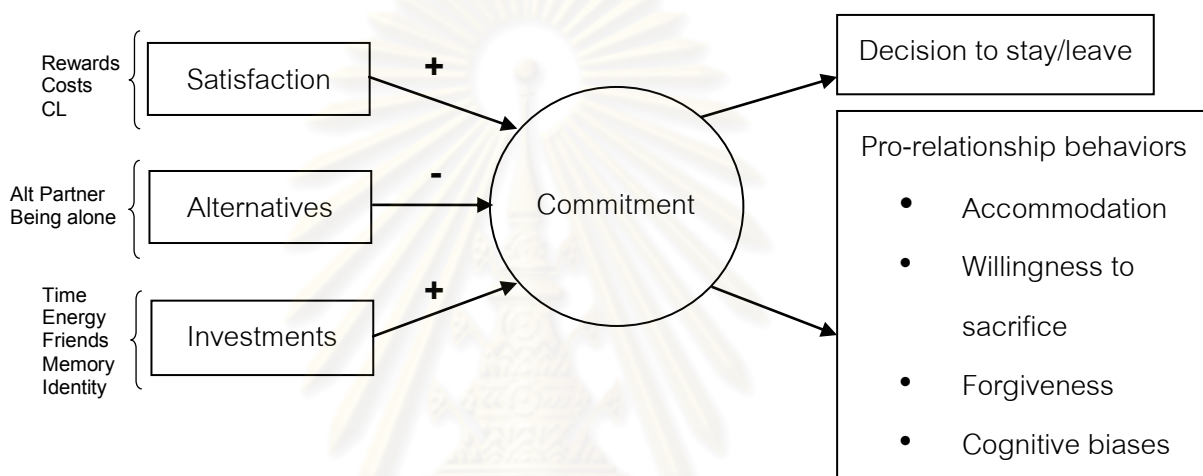 Rewards
Costs
CL
Satisfaction
+
Alt Partner
Being alone
Alternatives
-
Time
Energy
Friends
Memory
Identity
Investments
+
Commitment
Decision to stay/leave
Pro-relationship behaviors
• Accommodation
• Willingness to
sacrifice
• Forgiveness
• Cognitive biases